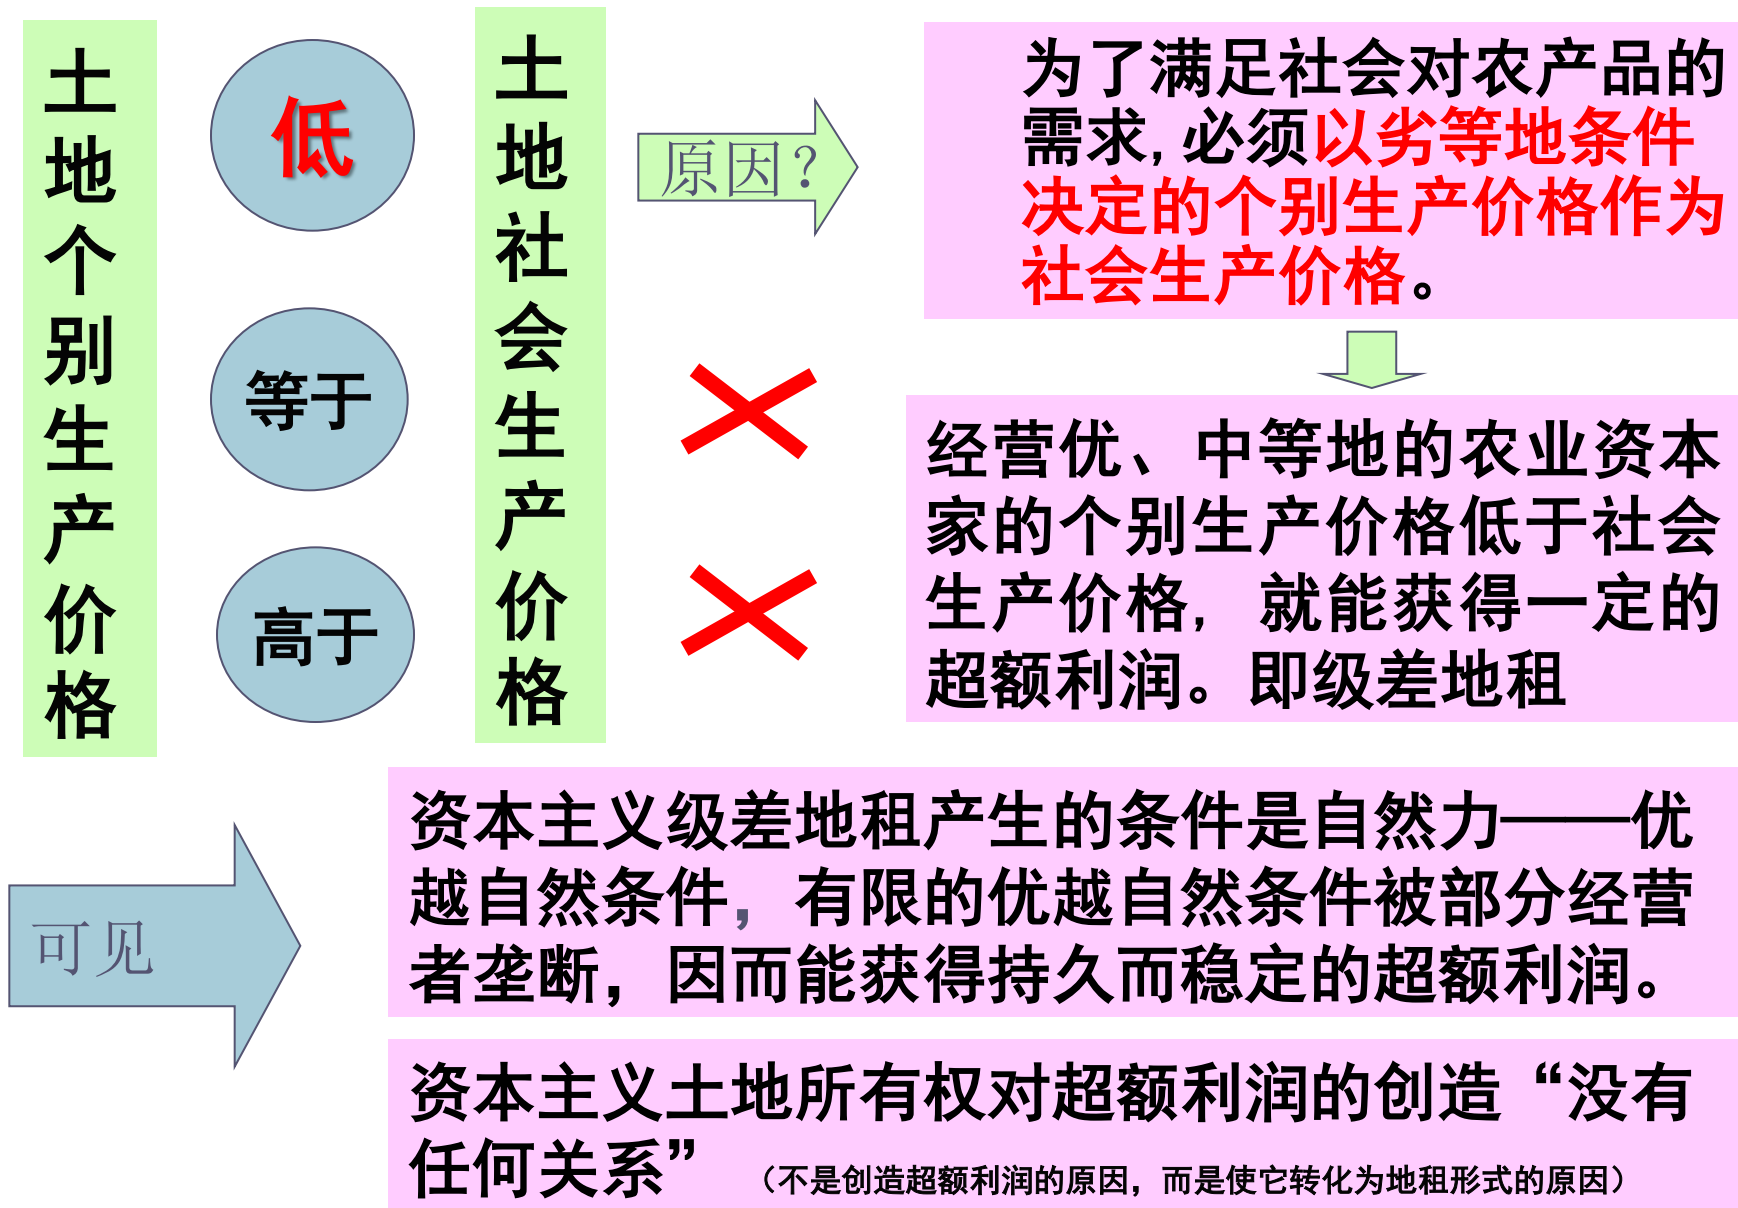 土地个别生产价格
低
等于
高于
土地社会生产价格
原因？
为了满足社会对农产品的
需求,必须以劣等地条件
决定的个别生产价格作为
社会生产价格。
经营优、中等地的农业资本
家的个别生产价格低于社会
生产价格，就能获得一定的
超额利润。即级差地租
可见
资本主义级差地租产生的条件是自然力——优
越自然条件，有限的优越自然条件被部分经营
者垄断，因而能获得持久而稳定的超额利润。
资本主义土地所有权对超额利润的创造“没有
任何关系” （不是创造超额利润的原因，而是使它转化为地租形式的原因）